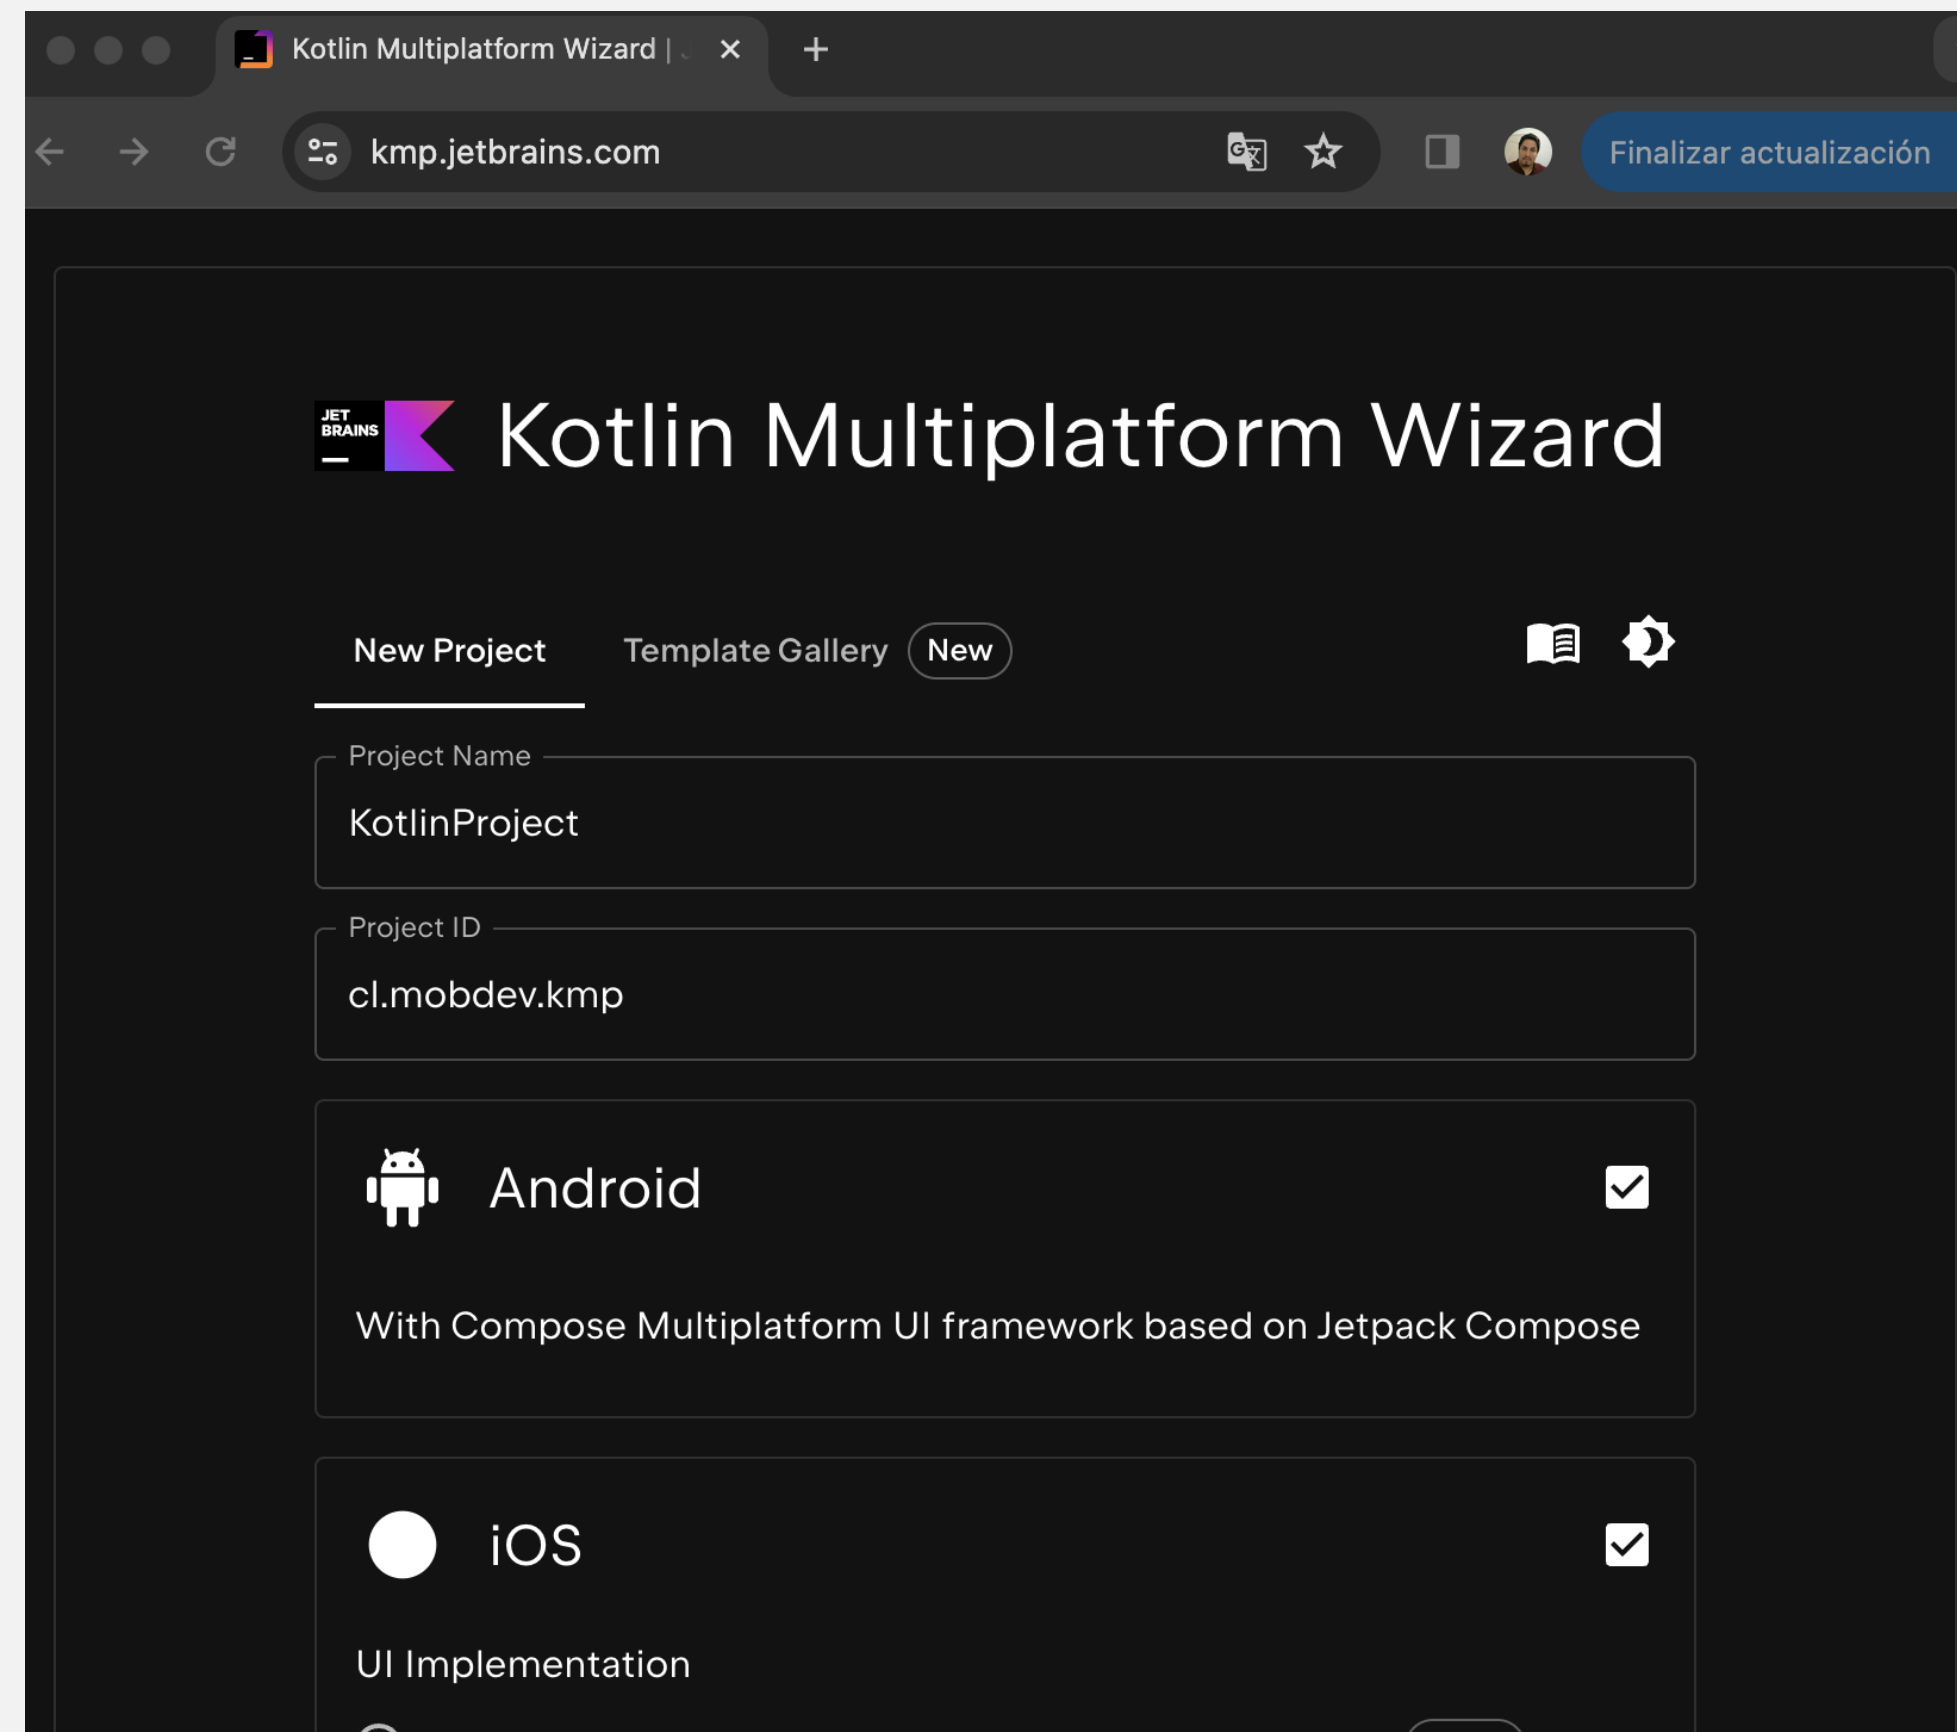 Kotlin Multiplatform Wizard |
kmp.jetbrains.com
Finalizar actualización
JET
BRAINS
Kotlin Multiplatform Wizard
New Project
Template Gallery
New
Project Name
KotlinProject
Project ID
cl.mobdev.kmp
Android
With Compose Multiplatform UI framework based on Jetpack Compose
iOS
UI Implementation